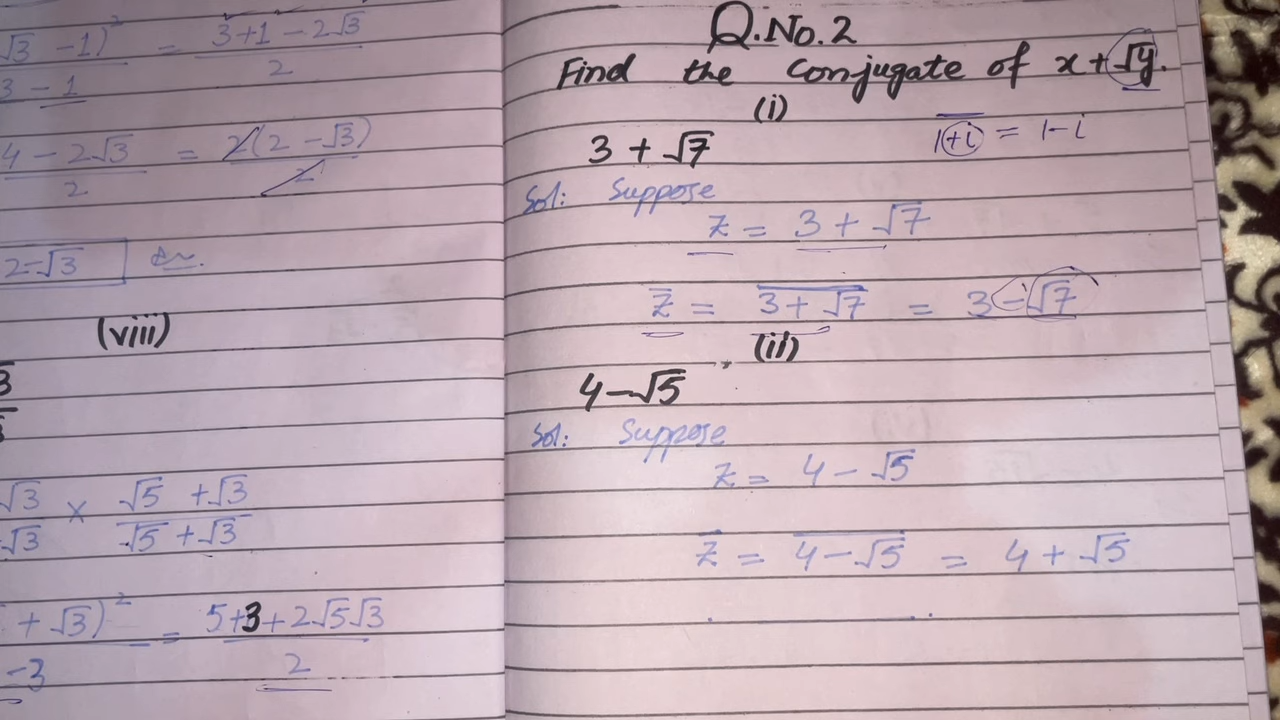 √3 - 1)² = 3+1-2√3 / 2
3 - 1
4 - 2√3 / 2 = 2(2 - √3) / 2
2-√3
(viii)
√3 × √5 + √3
-√3 √5 + √3
+ √3)² = 5+3+2√5√3 / 2
-3
Q.No.2
Find the conjugate of x+√y.
(i)
1+i = 1-i
3 + √7
Sol: Suppose
z = 3 + √7
z̅ = 3 + √7 = 3 - √7
(ii)
4-√5
Sol: Suppose
z = 4 - √5
z̅ = 4-√5 = 4 + √5